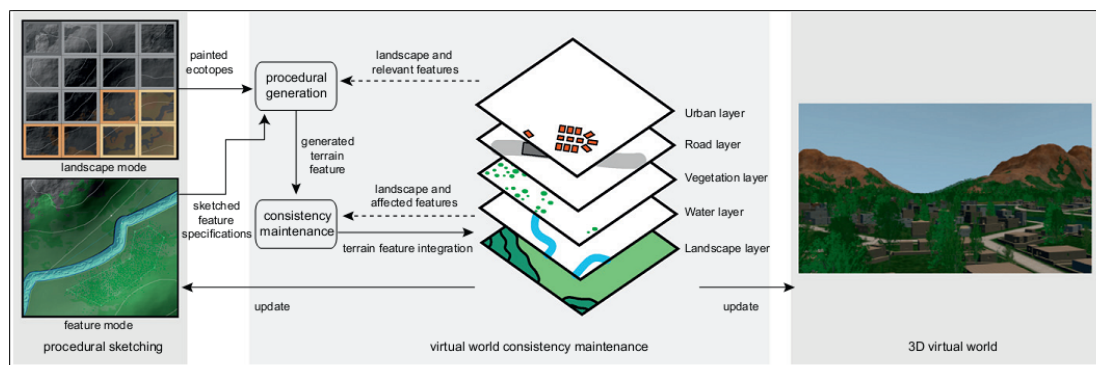 painted
ecotopes
landscape mode
sketched
feature
specifications
feature mode
procedural sketching
procedural
generation
landscape and
relevant features
generated
terrain
feature
consistency
maintenance
landscape and
affected features
terrain feature integration
Urban layer
Road layer
Vegetation layer
Water layer
Landscape layer
update
update
virtual world consistency maintenance
3D virtual world